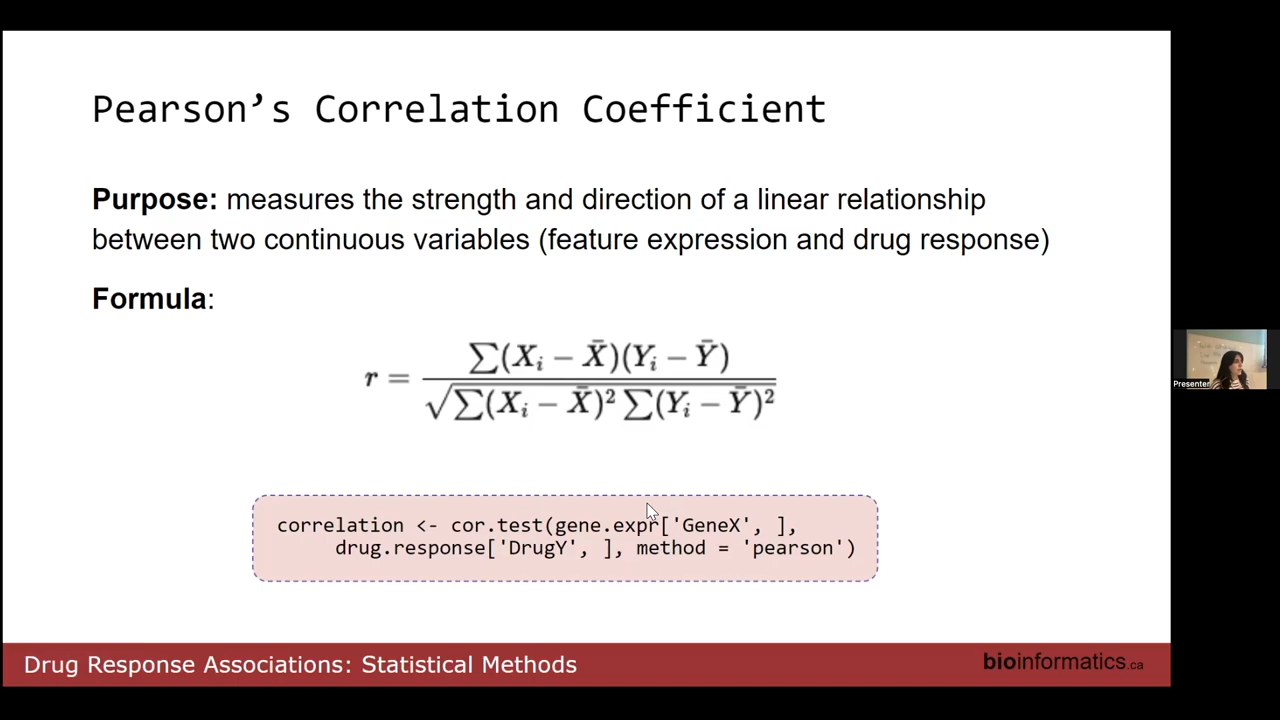 Pearson’s Correlation Coefficient
Purpose: measures the strength and direction of a linear relationship
between two continuous variables (feature expression and drug response)
Formula:
r = ∑(Xᵢ − X̄)(Yᵢ − Ȳ) / √∑(Xᵢ − X̄)² ∑(Yᵢ − Ȳ)²
correlation <- cor.test(gene.expr['GeneX', ],
drug.response['DrugY', ], method = 'pearson')
Presenter
Drug Response Associations: Statistical Methods
bioinformatics.ca